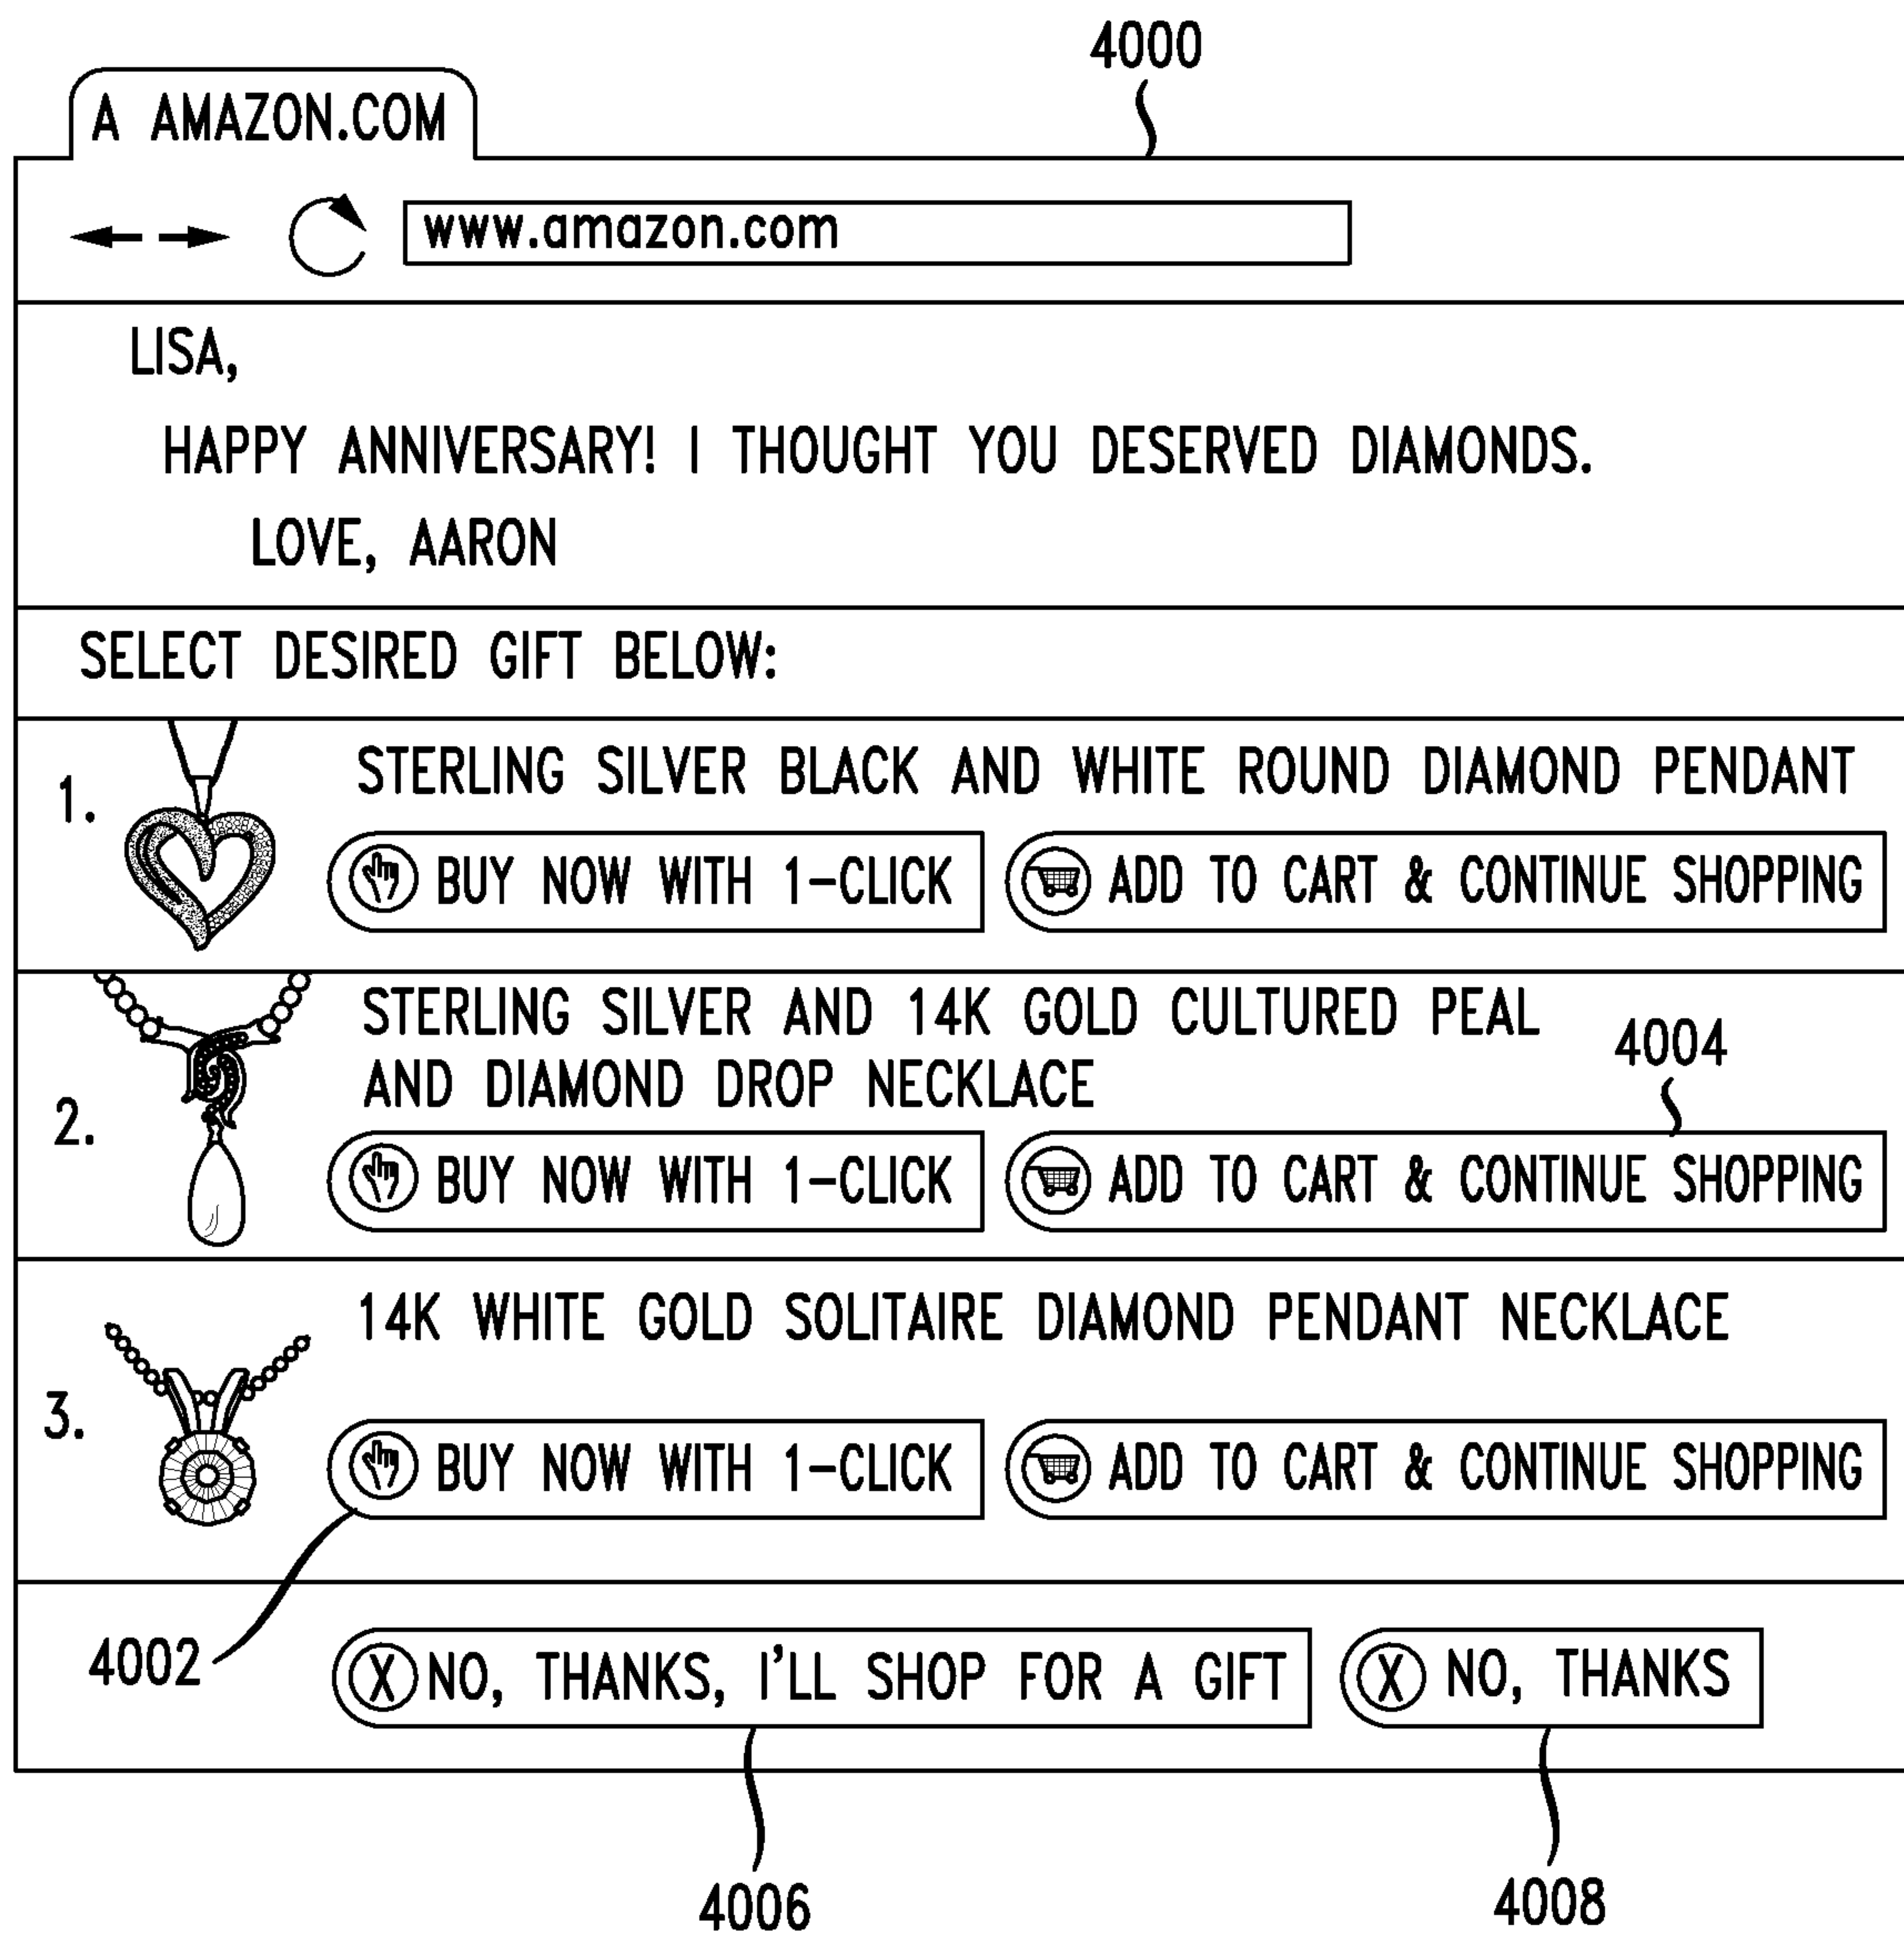 4000
A AMAZON.COM
www.amazon.com
LISA,
HAPPY ANNIVERSARY! I THOUGHT YOU DESERVED DIAMONDS.
LOVE, AARON
SELECT DESIRED GIFT BELOW:
1. STERLING SILVER BLACK AND WHITE ROUND DIAMOND PENDANT
BUY NOW WITH 1-CLICK ADD TO CART & CONTINUE SHOPPING
2. STERLING SILVER AND 14K GOLD CULTURED PEAL
AND DIAMOND DROP NECKLACE
4004
BUY NOW WITH 1-CLICK ADD TO CART & CONTINUE SHOPPING
3. 14K WHITE GOLD SOLITAIRE DIAMOND PENDANT NECKLACE
BUY NOW WITH 1-CLICK ADD TO CART & CONTINUE SHOPPING
4002
X NO, THANKS, I'LL SHOP FOR A GIFT X NO, THANKS
4006 4008